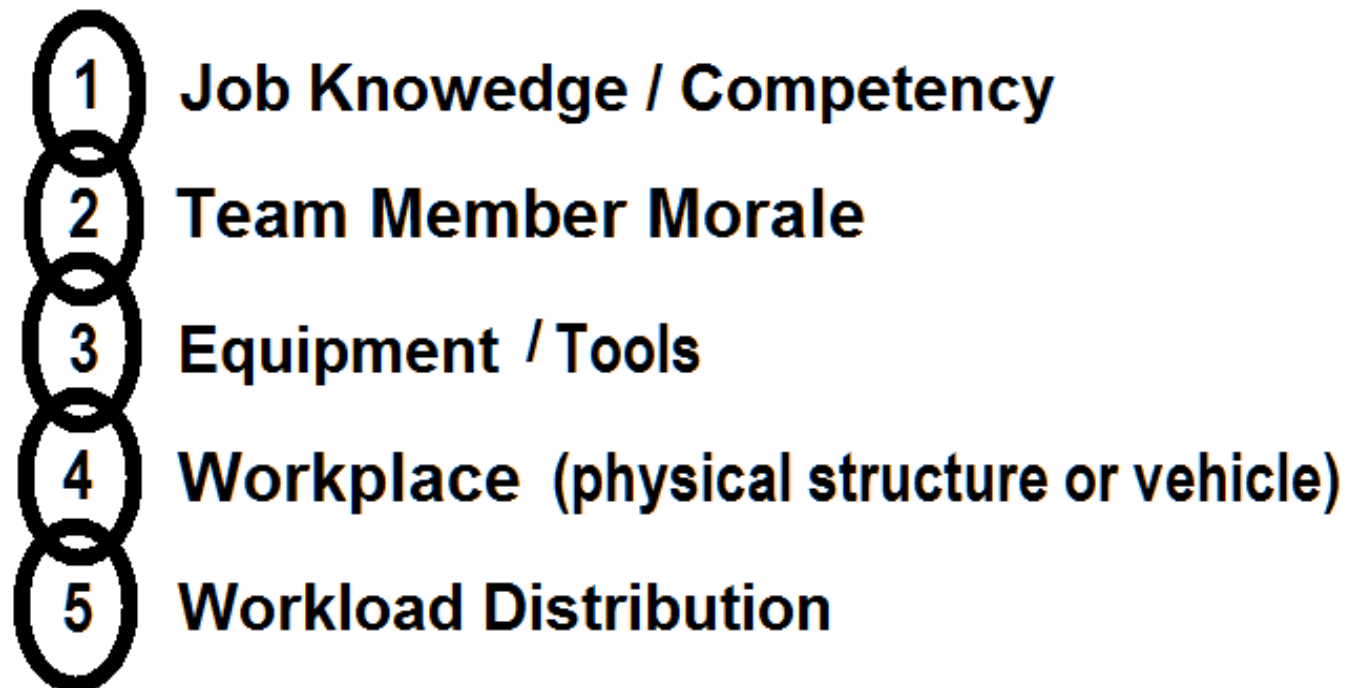 1 Job Knowedge / Competency
2 Team Member Morale
3 Equipment / Tools
4 Workplace (physical structure or vehicle)
5 Workload Distribution